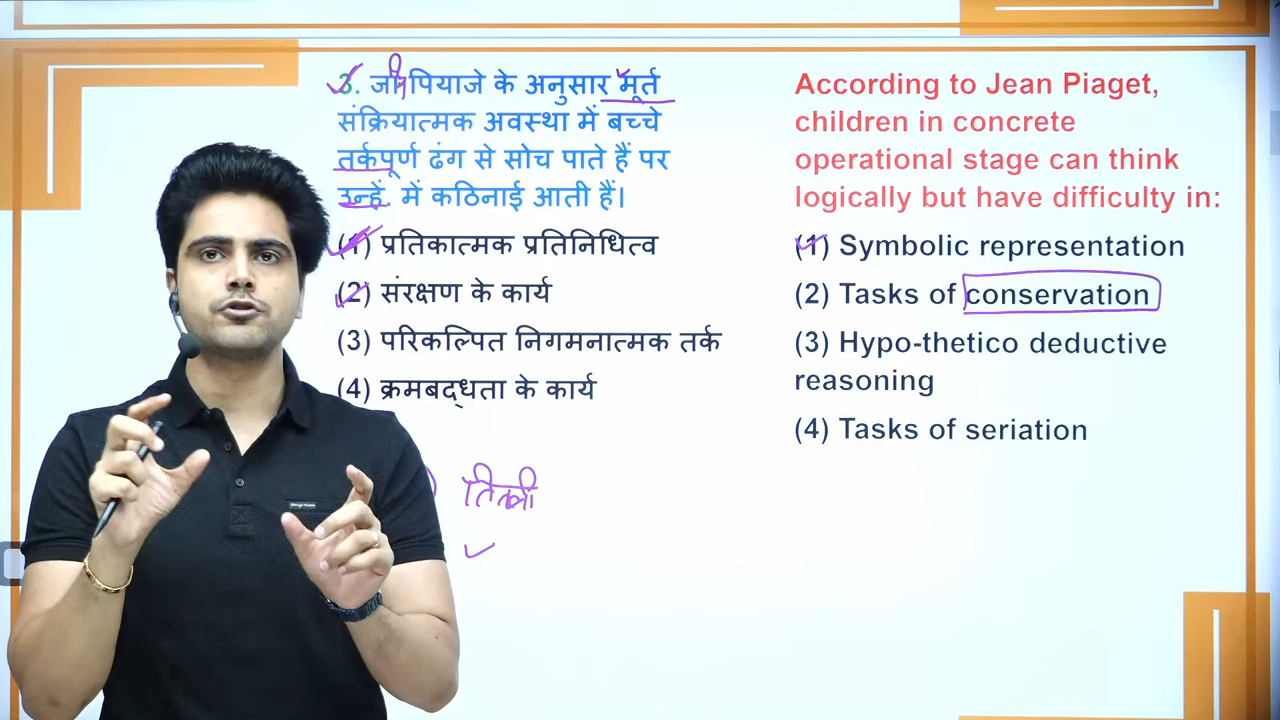 3. जीन पियाजे के अनुसार मूर्त
संक्रियात्मक अवस्था में बच्चे
तर्कपूर्ण ढंग से सोच पाते हैं पर
उन्हें. में कठिनाई आती हैं।
(1) प्रतिकात्मक प्रतिनिधित्व
(2) संरक्षण के कार्य
(3) परिकल्पित निगमनात्मक तर्क
(4) क्रमबद्धता के कार्य
तितली
According to Jean Piaget,
children in concrete
operational stage can think
logically but have difficulty in:
(1) Symbolic representation
(2) Tasks of conservation
(3) Hypo-thetico deductive
reasoning
(4) Tasks of seriation